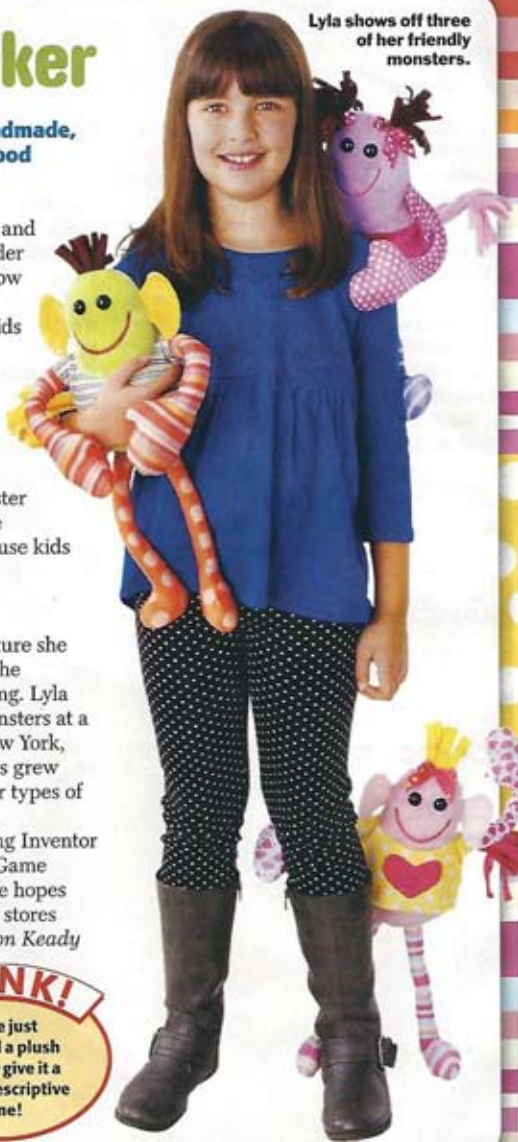 Lyla shows off three
of her friendly
monsters.
ker
dmade,
ood
and
der
ow
ids
ster
e
use kids
ture she
he
ng. Lyla
nsters at a
w York,
s grew
r types of
ng Inventor
Game
e hopes
stores
on Keady
NK!
e just
l a plush
give it a
escriptive
ne!